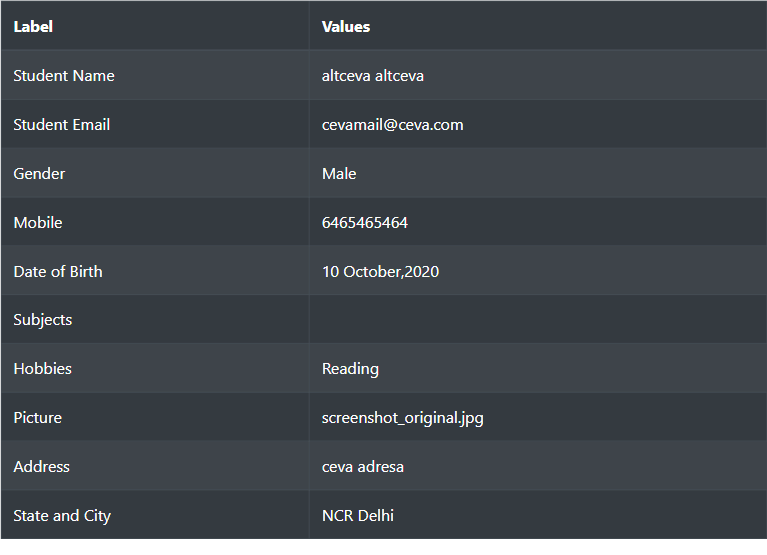 Label Values
Student Name altceva altceva
Student Email cevamail@ceva.com
Gender Male
Mobile 6465465464
Date of Birth 10 October,2020
Subjects
Hobbies Reading
Picture screenshot_original.jpg
Address ceva adresa
State and City NCR Delhi